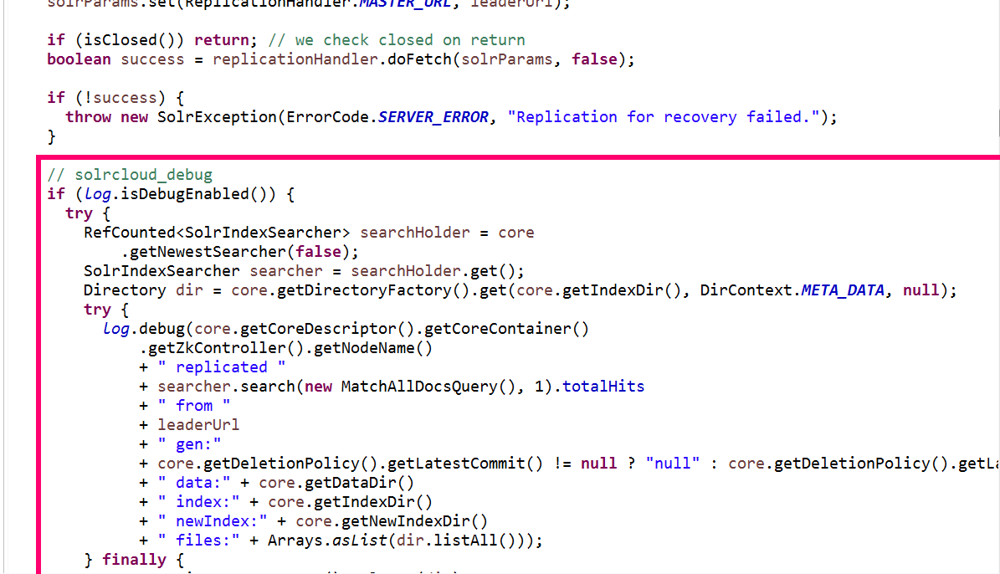 solrParams.set(ReplicationHandler.MASTER_URL, leaderUrl);
if (isClosed()) return; // we check closed on return
boolean success = replicationHandler.doFetch(solrParams, false);
if (!success) {
throw new SolrException(ErrorCode.SERVER_ERROR, "Replication for recovery failed.");
}
// solrcloud_debug
if (log.isDebugEnabled()) {
try {
RefCounted<SolrIndexSearcher> searchHolder = core
.getNewestSearcher(false);
SolrIndexSearcher searcher = searchHolder.get();
Directory dir = core.getDirectoryFactory().get(core.getIndexDir(), DirContext.META_DATA, null);
try {
log.debug(core.getCoreDescriptor().getCoreContainer()
.getZkController().getNodeName()
+ " replicated "
+ searcher.search(new MatchAllDocsQuery(), 1).totalHits
+ " from "
+ leaderUrl
+ " gen:"
+ core.getDeletionPolicy().getLatestCommit() != null ? "null" : core.getDeletionPolicy().getLa
+ " data:" + core.getDataDir()
+ " index:" + core.getIndexDir()
+ " newIndex:" + core.getNewIndexDir()
+ " files:" + Arrays.asList(dir.listAll()));
} finally {